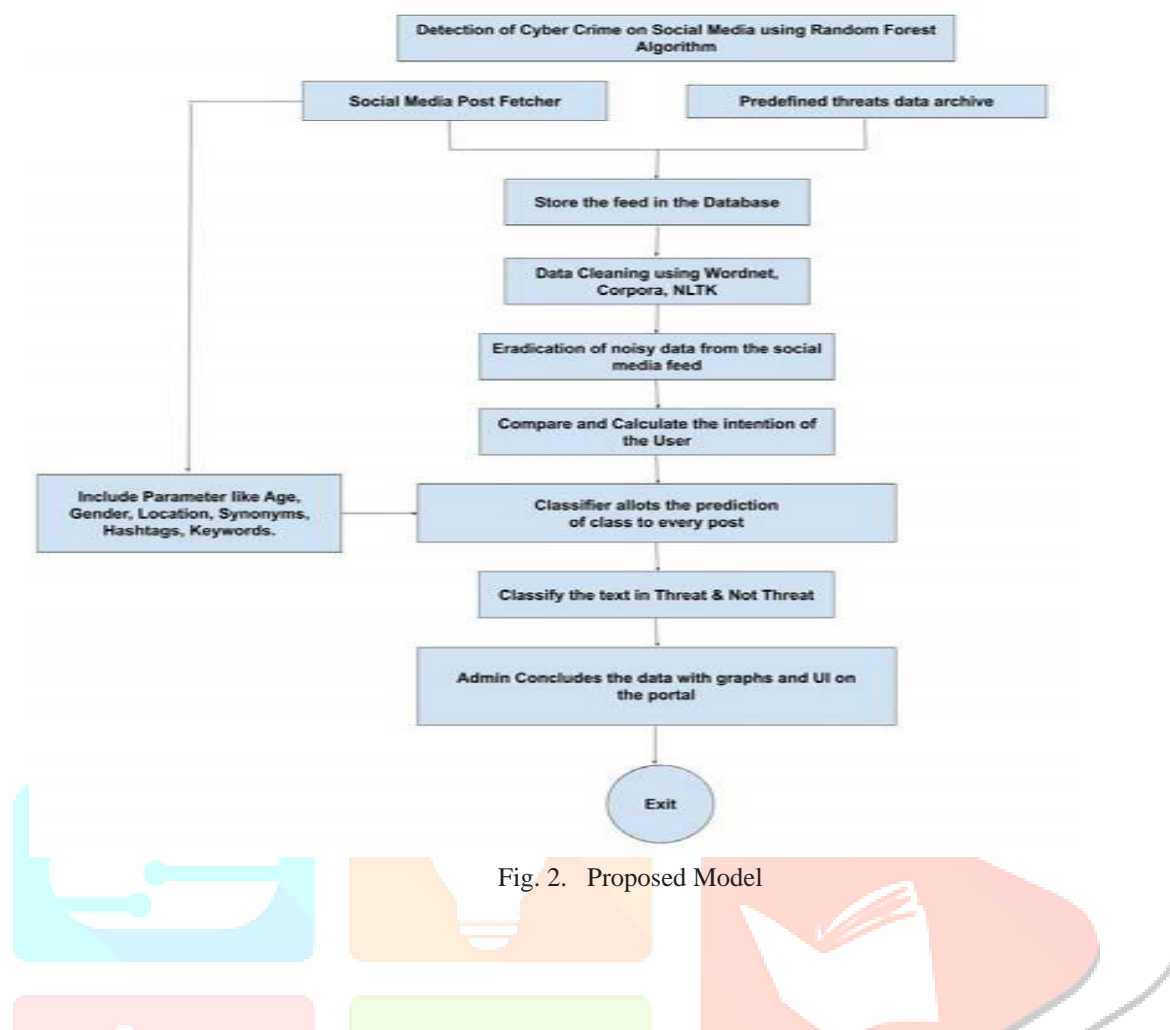 Detection of Cyber Crime on Social Media using Random Forest
Algorithm
Social Media Post Fetcher
Predefined threats data archive
Store the feed in the Database
Data Cleaning using Wordnet,
Corpora, NLTK
Eradication of noisy data from the social
media feed
Compare and Calculate the intention of
the User
Include Parameter like Age,
Gender, Location, Synonyms,
Hashtags, Keywords.
Classifier allots the prediction
of class to every post
Classify the text in Threat & Not Threat
Admin Concludes the data with graphs and UI on
the portal
Exit
Fig. 2. Proposed Model